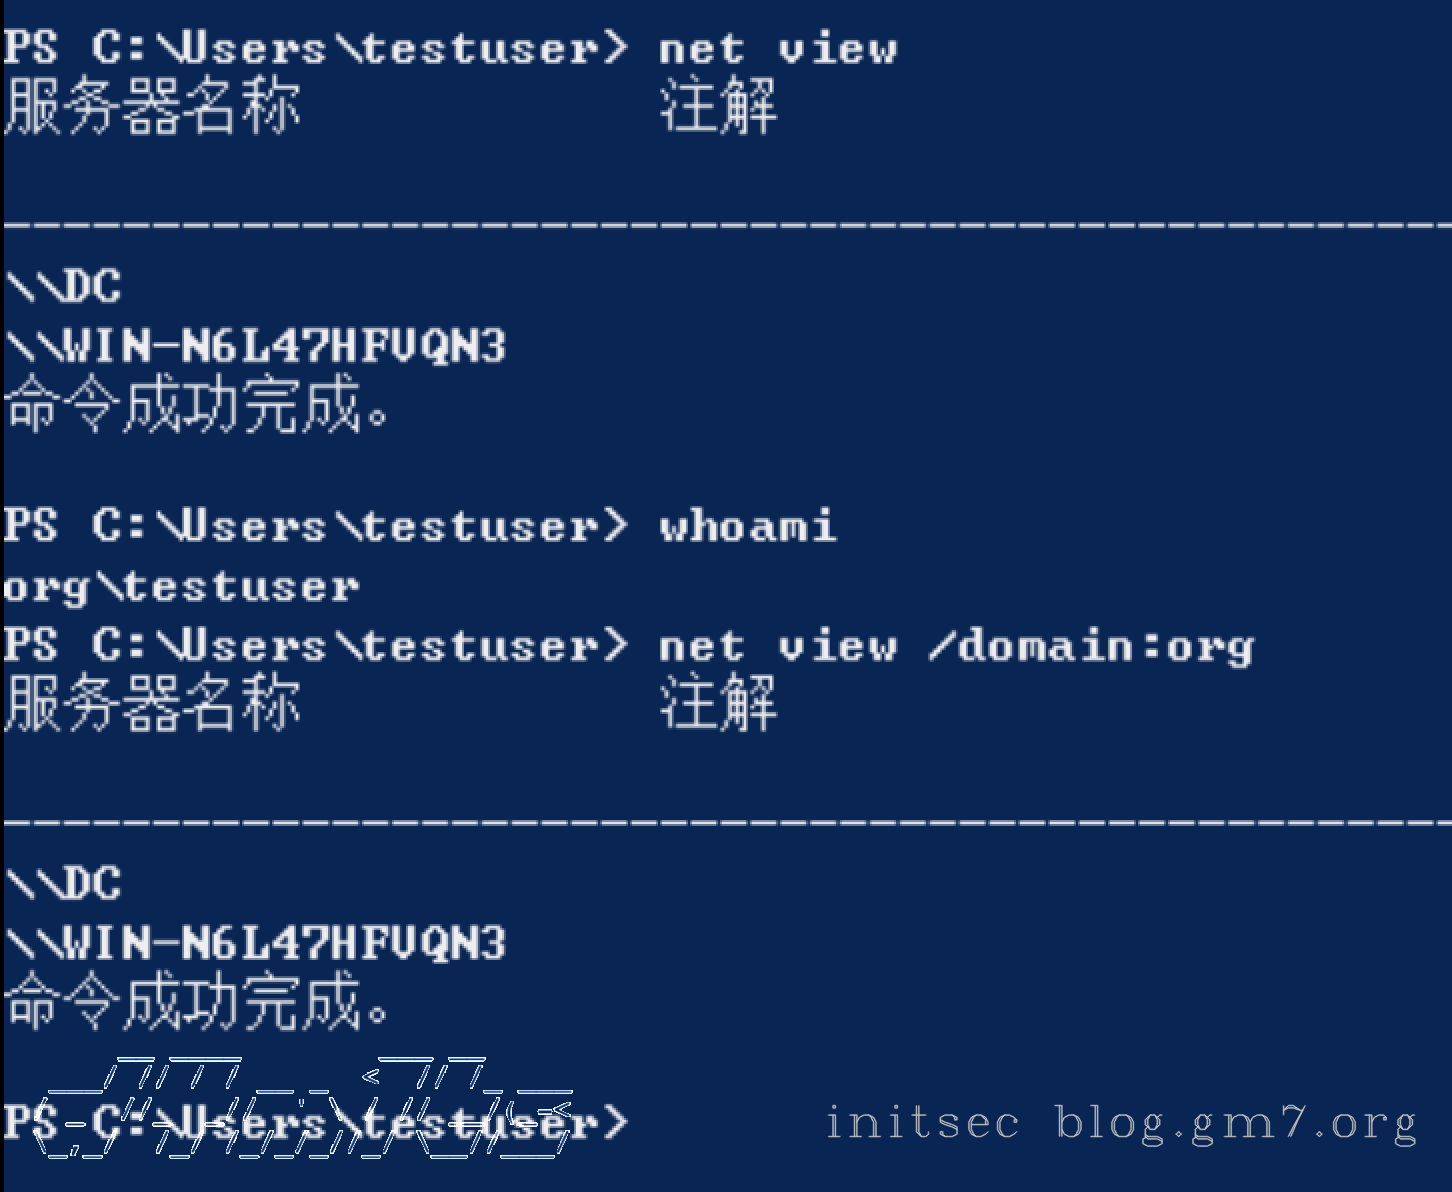 PS C:\Users\testuser> net view
服务器名称            注解
-------------------------------------------------
\\DC
\\WIN-N6L47HFVQN3
命令成功完成。
PS C:\Users\testuser> whoami
org\testuser
PS C:\Users\testuser> net view /domain:org
服务器名称            注解
-------------------------------------------------
\\DC
\\WIN-N6L47HFVQN3
命令成功完成。
PS C:\Users\testuser>
initsec blog.gm7.org